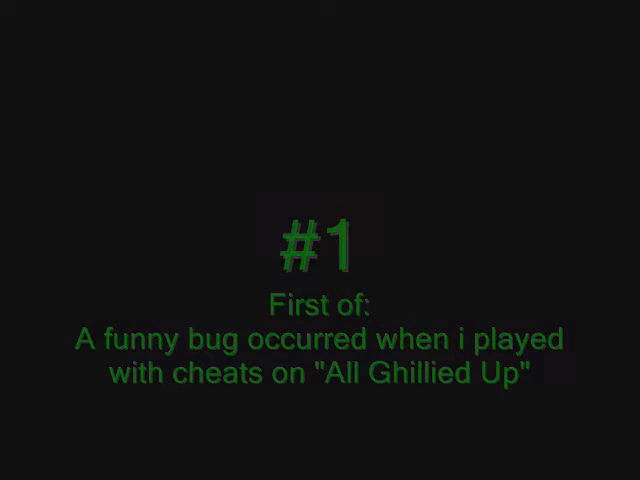 #1
First of:
A funny bug occurred when i played
with cheats on "All Ghillied Up"